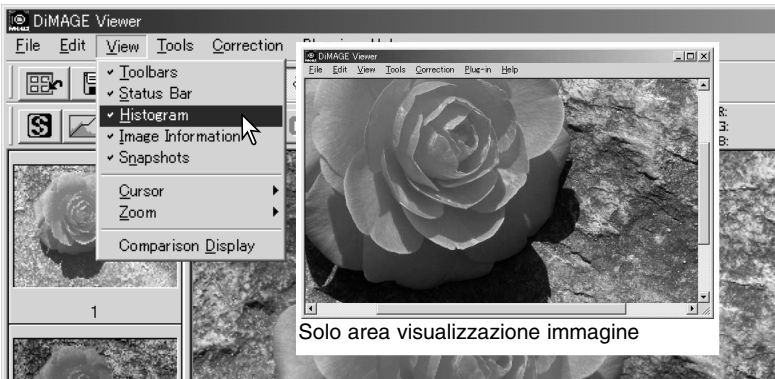 DiMAGE Viewer
File Edit View Tools Correction
Toolbars
Status Bar
Histogram
Image Information
Snapshots
Cursor
Zoom
Comparison Display
DiMAGE Viewer
File Edit View Tools Correction Plug-in Help
R:
G:
B:
1
Solo area visualizzazione immagine